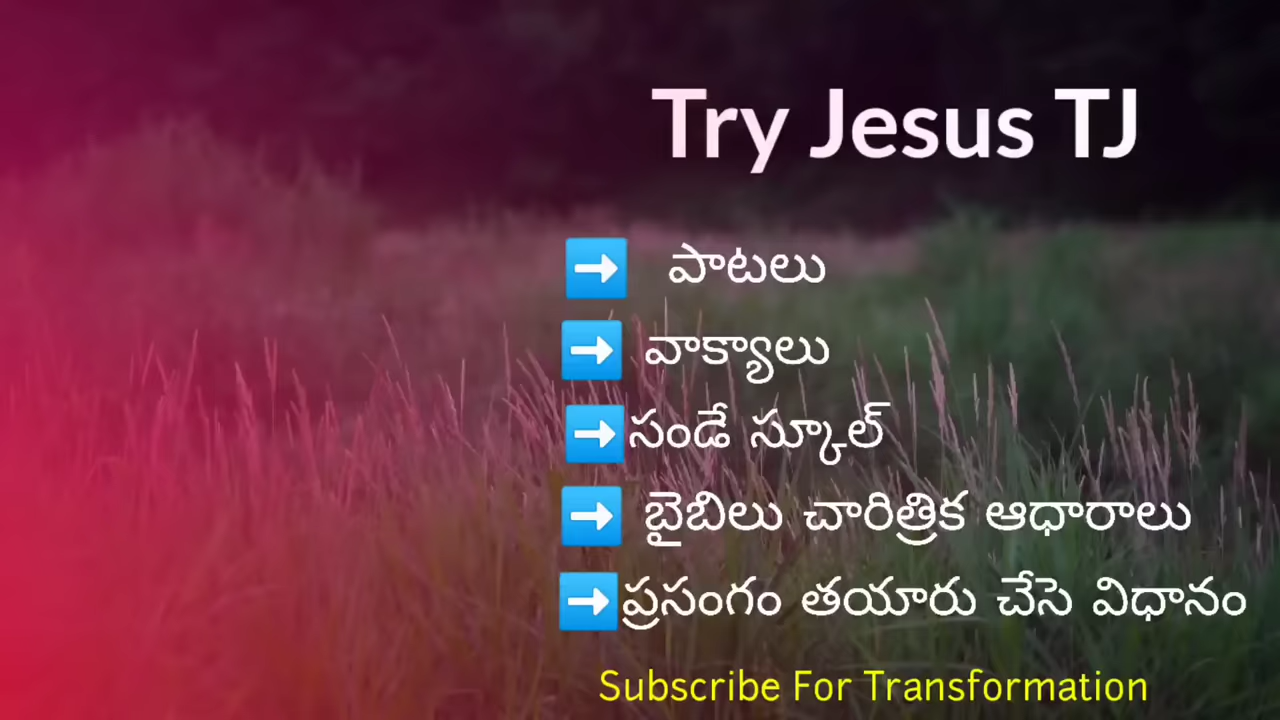 Try Jesus TJ
➡ పాటలు
➡ వాక్యాలు
➡సండే స్కూల్
➡ బైబిలు చారిత్రిక ఆధారాలు
➡ప్రసంగం తయారు చేసె విధానం
Subscribe For Transformation